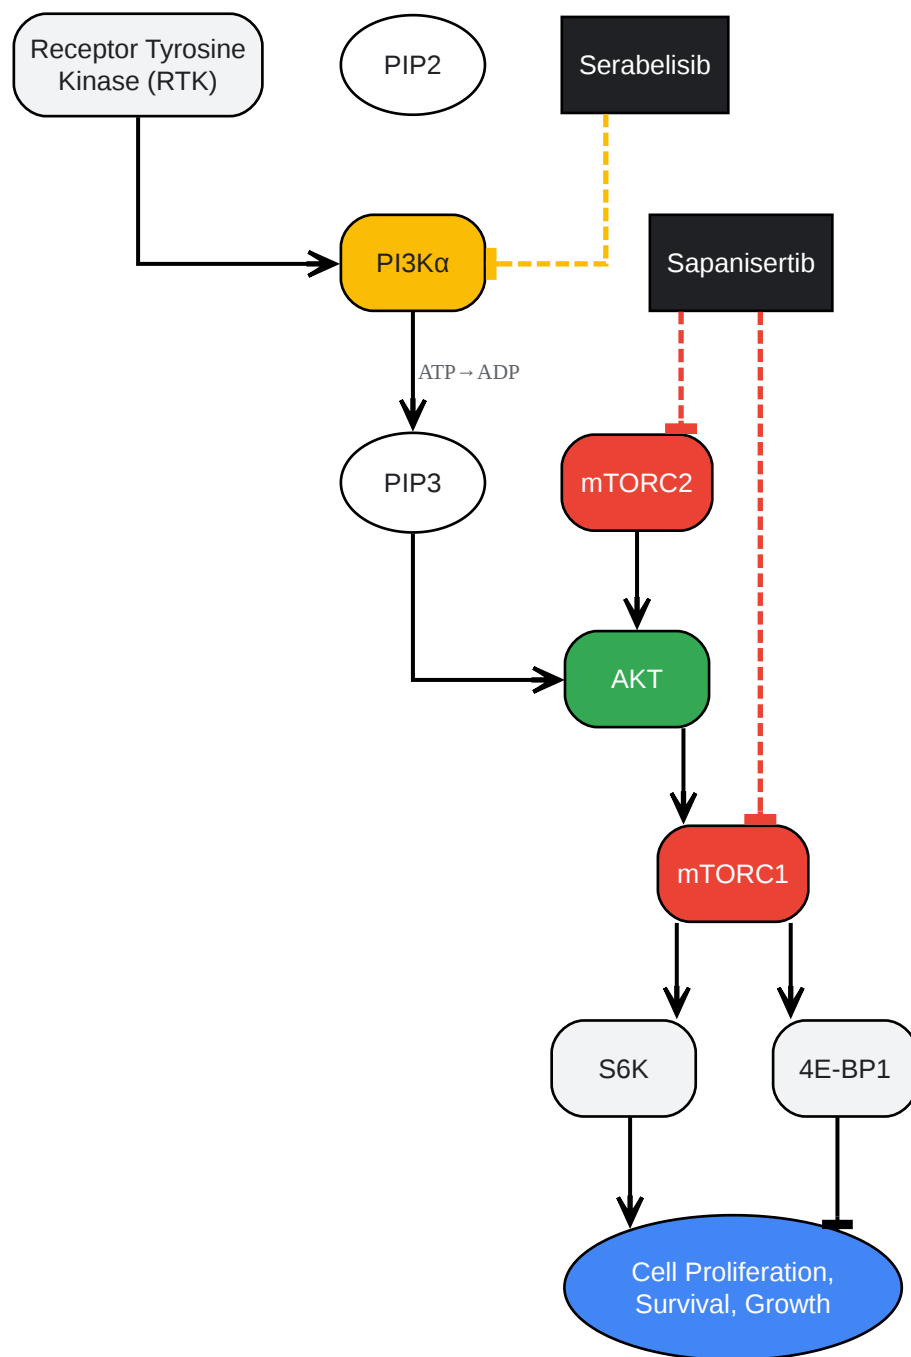 Receptor Tyrosine
Kinase (RTK)
PIP2
Serabelisib
PI3Kα
Sapanisertib
ATP→ADP
PIP3
mTORC2
AKT
mTORC1
S6K
4E-BP1
Cell Proliferation,
Survival, Growth